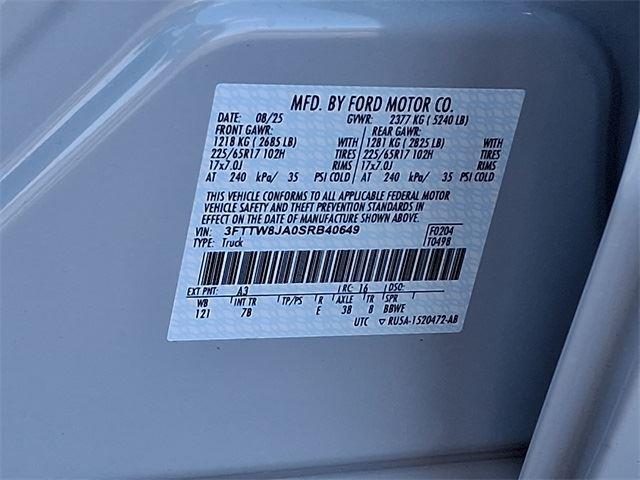 MFD. BY FORD MOTOR CO.
DATE: 08/25 GVWR: 2377 KG ( 5240 LB)
FRONT GAWR: REAR GAWR:
1218 KG ( 2685 LB) WITH 1281 KG ( 2825 LB) WITH
225/65R17 102H TIRES 225/65R17 102H TIRES
17x7.0J RIMS 17x7.0J RIMS
AT 240 kPa/ 35 PSI COLD AT 240 kPa/ 35 PSI COLD
THIS VEHICLE CONFORMS TO ALL APPLICABLE FEDERAL MOTOR
VEHICLE SAFETY AND THEFT PREVENTION STANDARDS IN
EFFECT ON THE DATE OF MANUFACTURE SHOWN ABOVE.
VIN: 3FTTW8JA0SRB40649 F0204
TYPE: Truck T0498
EXT PNT: A3 RC: 16 DSO:
WB INT TR TP/PS R AXLE TR SPR
121 7B E 38 8 BBWE
UTC ▽ RU5A-1520472-AB